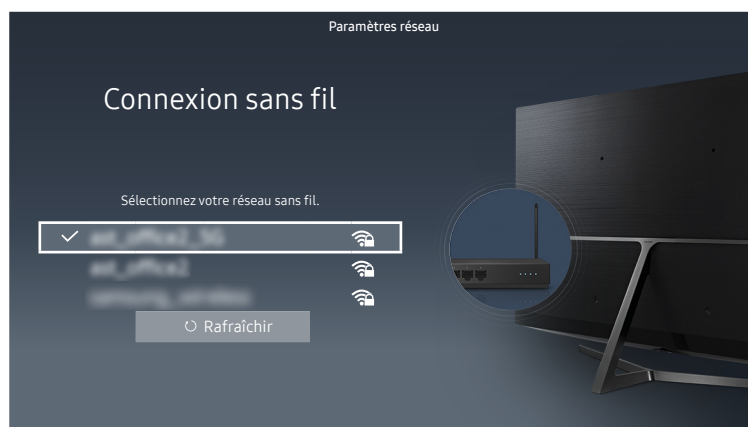 Paramètres réseau
Connexion sans fil
Sélectionnez votre réseau sans fil.
Rafraîchir